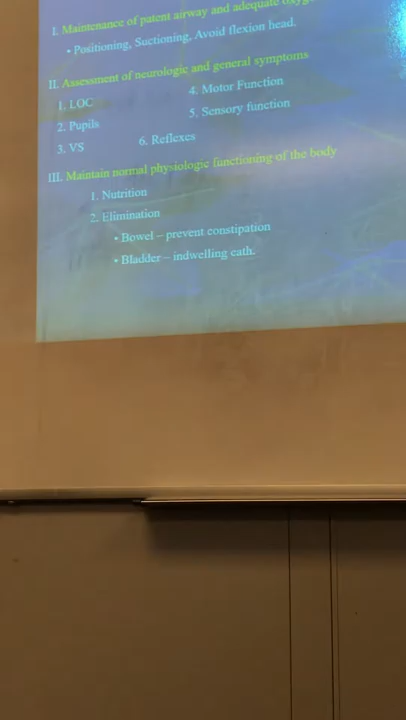 I. Maintenance of patent airway and adequate
• Positioning, Suctioning, Avoid flexion head.
II. Assessment of neurologic and general symptoms
1. LOC 4. Motor Function
2. Pupils 5. Sensory function
3. VS 6. Reflexes
III. Maintain normal physiologic functioning of the body
1. Nutrition
2. Elimination
• Bowel – prevent constipation
• Bladder – indwelling cath.